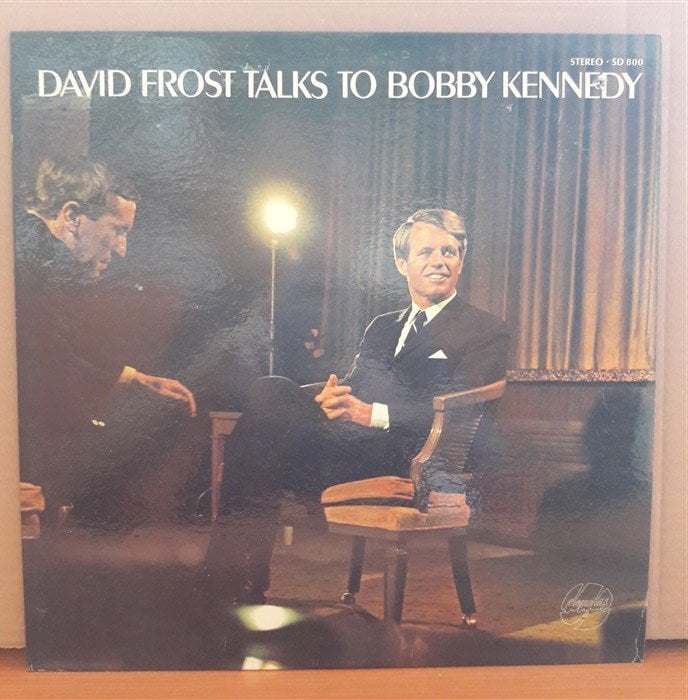 STEREO • SD 800
DAVID FROST TALKS TO BOBBY KENNEDY